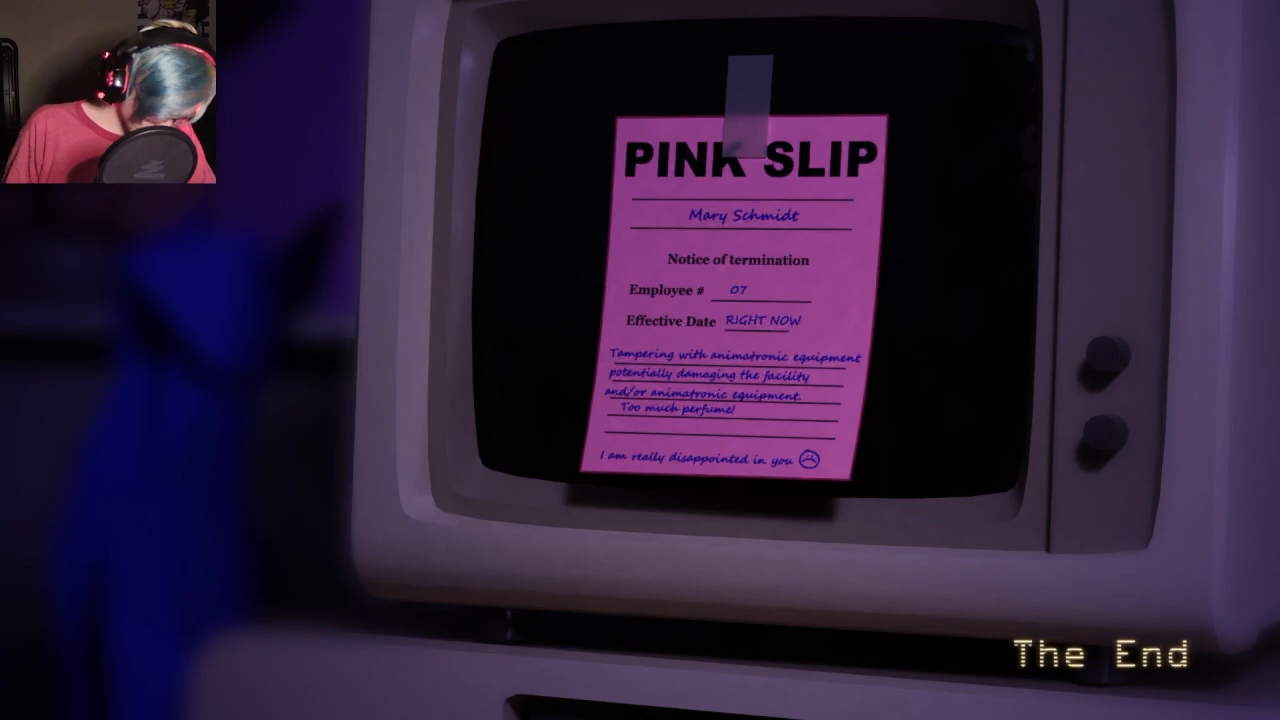 PINK SLIP
Mary Schmidt
Notice of termination
Employee # 07
Effective Date RIGHT NOW
Tampering with animatronic equipment
potentially damaging the facility
and/or animatronic equipment.
Too much perfume!
I am really disappointed in you
The End